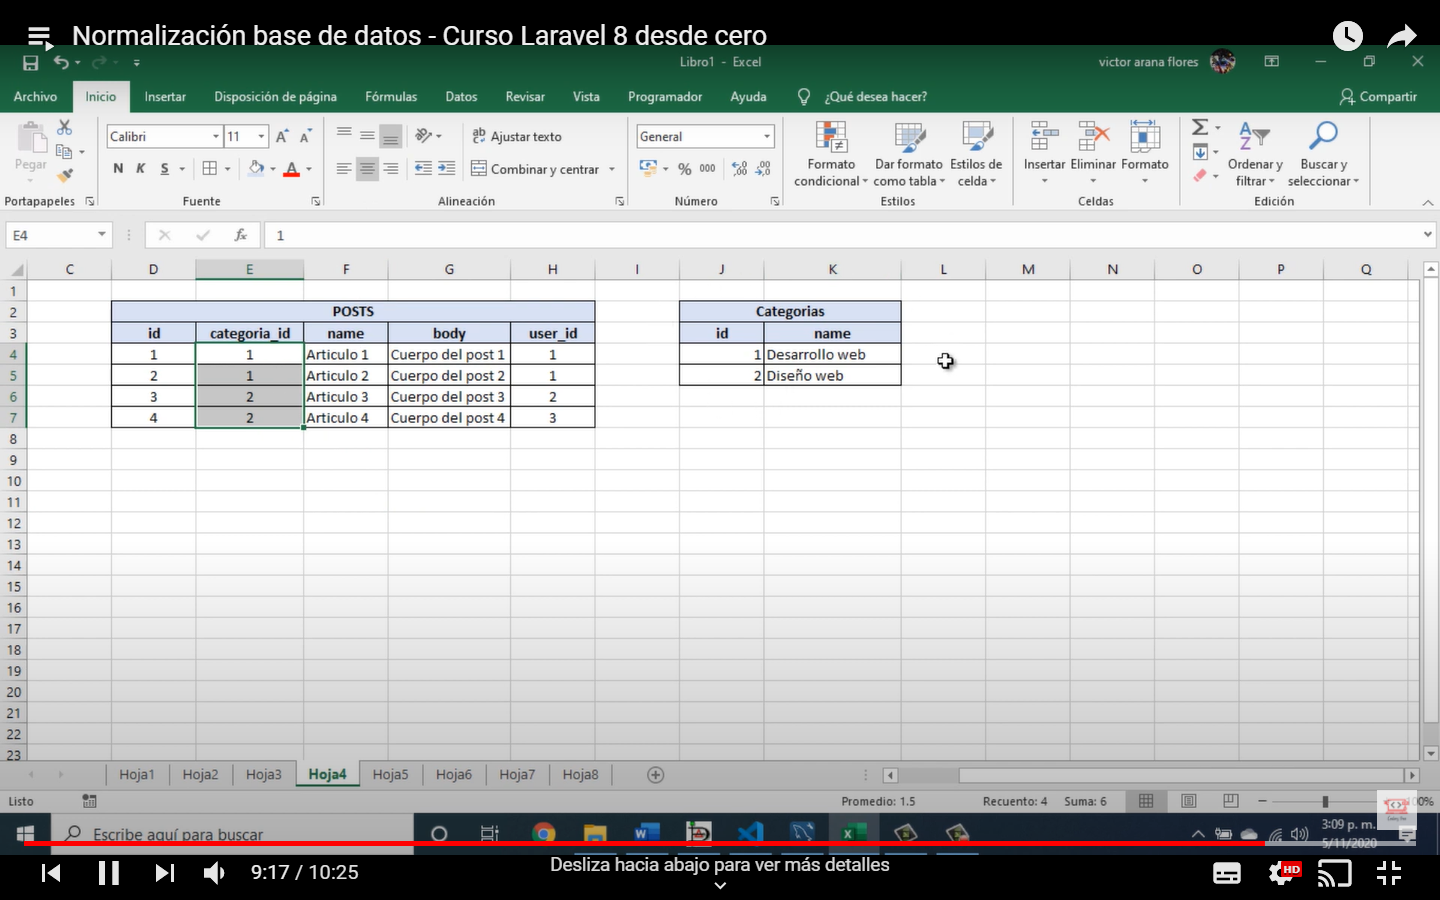 Normalización base de datos - Curso Laravel 8 desde cero
Libro1 - Excel
victor arana flores
Archivo Inicio Insertar Disposición de página Fórmulas Datos Revisar Vista Programador Ayuda ¿Qué desea hacer? Compartir
Pegar
Calibri 11
Ajustar texto
General
N K S
Combinar y centrar
% 000
Formato condicional
Dar formato como tabla
Estilos de celda
Insertar Eliminar Formato
Ordenar y filtrar
Buscar y seleccionar
Portapapeles Fuente Alineación Número Estilos Celdas Edición
E4 fx 1
C D E F G H I J K L M N O P Q
1
2 POSTS Categorias
3 id categoria_id name body user_id id name
4 1 1 Articulo 1 Cuerpo del post 1 1 1 Desarrollo web
5 2 1 Articulo 2 Cuerpo del post 2 1 2 Diseño web
6 3 2 Articulo 3 Cuerpo del post 3 2
7 4 2 Articulo 4 Cuerpo del post 4 3
8
9
10
11
12
13
14
15
16
17
18
19
20
21
22
23
Hoja1 Hoja2 Hoja3 Hoja4 Hoja5 Hoja6 Hoja7 Hoja8
Listo Promedio: 1.5 Recuento: 4 Suma: 6
Escribe aquí para buscar
3:09 p. m.
5/11/2020
9:17 / 10:25
Desliza hacia abajo para ver más detalles
HD